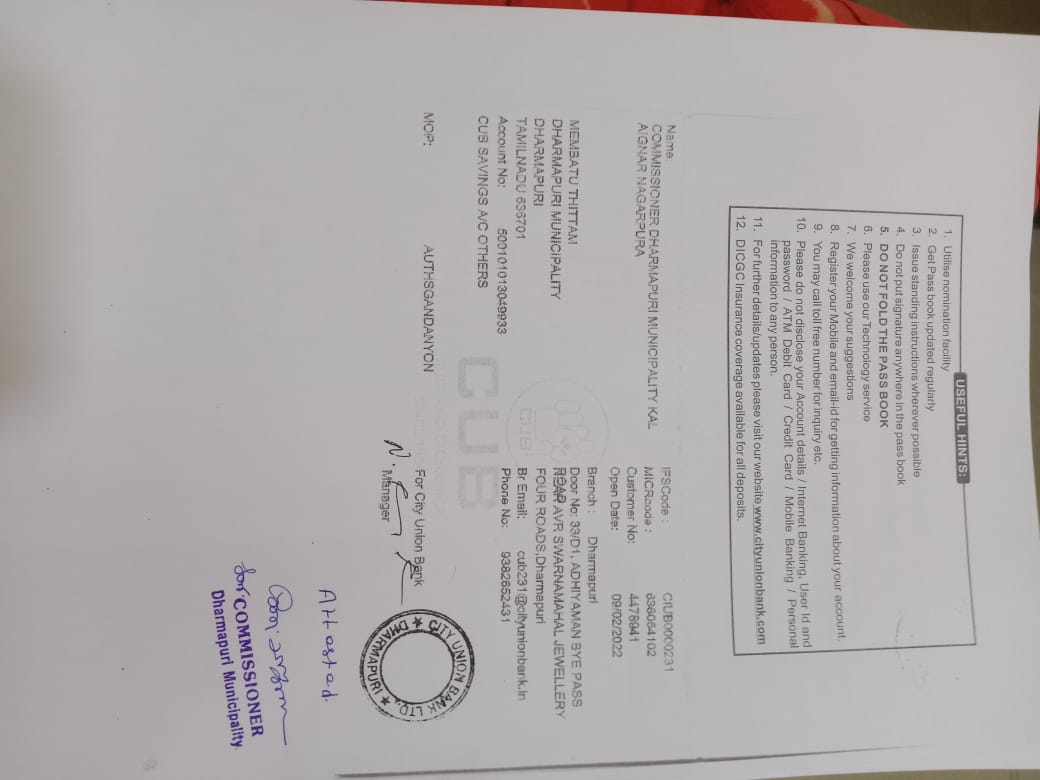 USEFUL HINTS:
1. Utilise nomination facility
2. Get Pass book updated regularly
3. Issue standing instructions wherever possible
4. Do not put signature anywhere in the pass book
5. DO NOT FOLD THE PASS BOOK
6. Please use our Technology service
7. We welcome your suggestions
8. Register your Mobile and email-id for getting information about your account.
9. You may call toll free number for inquiry etc.
10. Please do not disclose your Account details / Internet Banking, User Id and
password / ATM Debit Card / Credit Card / Mobile Banking / Personal
information to any person.
11. For further details/updates please visit our website www.cityunionbank.com
12. DICGC Insurance coverage available for all deposits.
Name:
COMMISSIONER DHARMAPURI MUNICIPALITY KAL
AIGNAR NAGARPURA
MEMBATU THITTAM
DHARMAPURI MUNICIPALITY
DHARMAPURI
TAMILNADU 636701
Account No: 500101013049933
CUB SAVINGS A/C OTHERS
MOP: AUTHSGANDANYON
IFSCode : CIUB0000231
MICRcode : 636054102
Customer No: 4478941
Open Date: 09/02/2022
Branch : Dharmapuri
Door No: 33/D1, ADHIYAMAN BYE PASS
ROAD
NEAR AVR SWARNAMAHAL JEWELLERY
FOUR ROADS,Dharmapuri
Br Email: cub231@cityunionbank.in
Phone No: 9382652431
CUB
CUB
For City Union Bank
Manager
CITY UNION BANK LTD.
★ DHARMAPURI ★
Attested
for COMMISSIONER
Dharmapuri Municipality